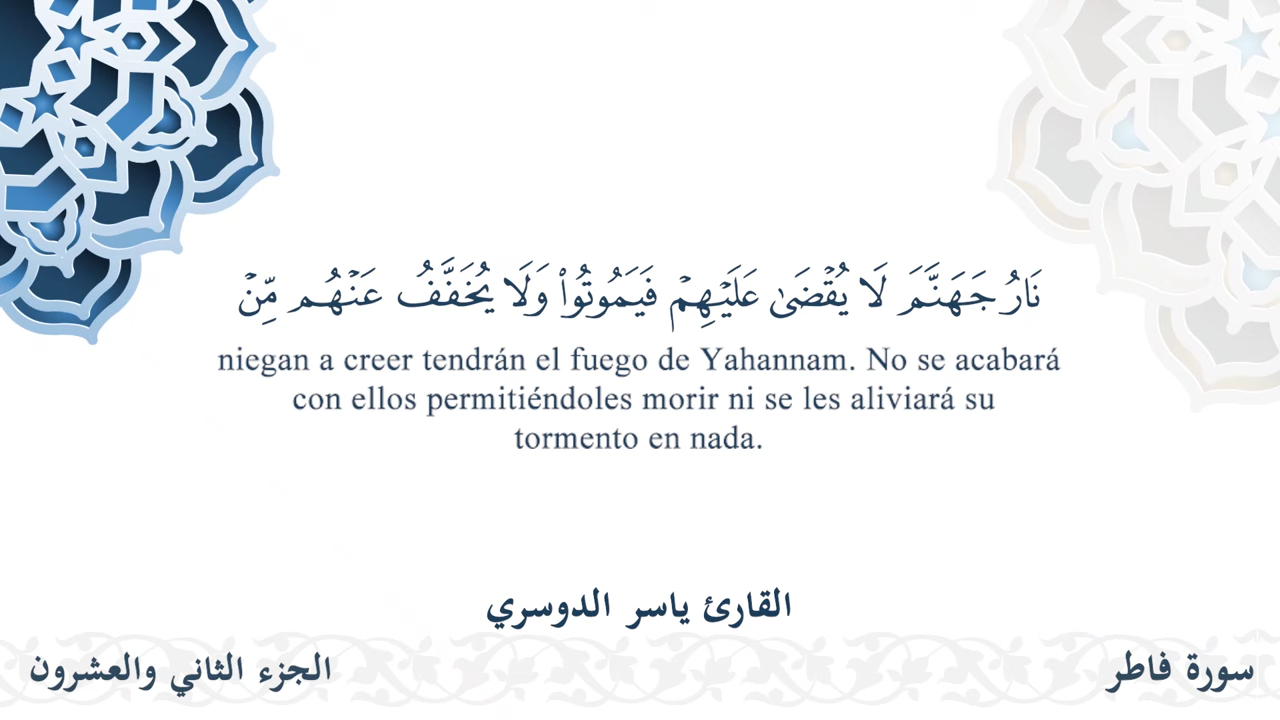 نَارُ جَهَنَّمَ لَا يُقْضَىٰ عَلَيْهِمْ فَيَمُوتُوا۟ وَلَا يُخَفَّفُ عَنْهُم مِّنْ
niegan a creer tendrán el fuego de Yahannam. No se acabará
con ellos permitiéndoles morir ni se les aliviará su
tormento en nada.
القارئ ياسر الدوسري
سورة فاطر
الجزء الثاني والعشرون